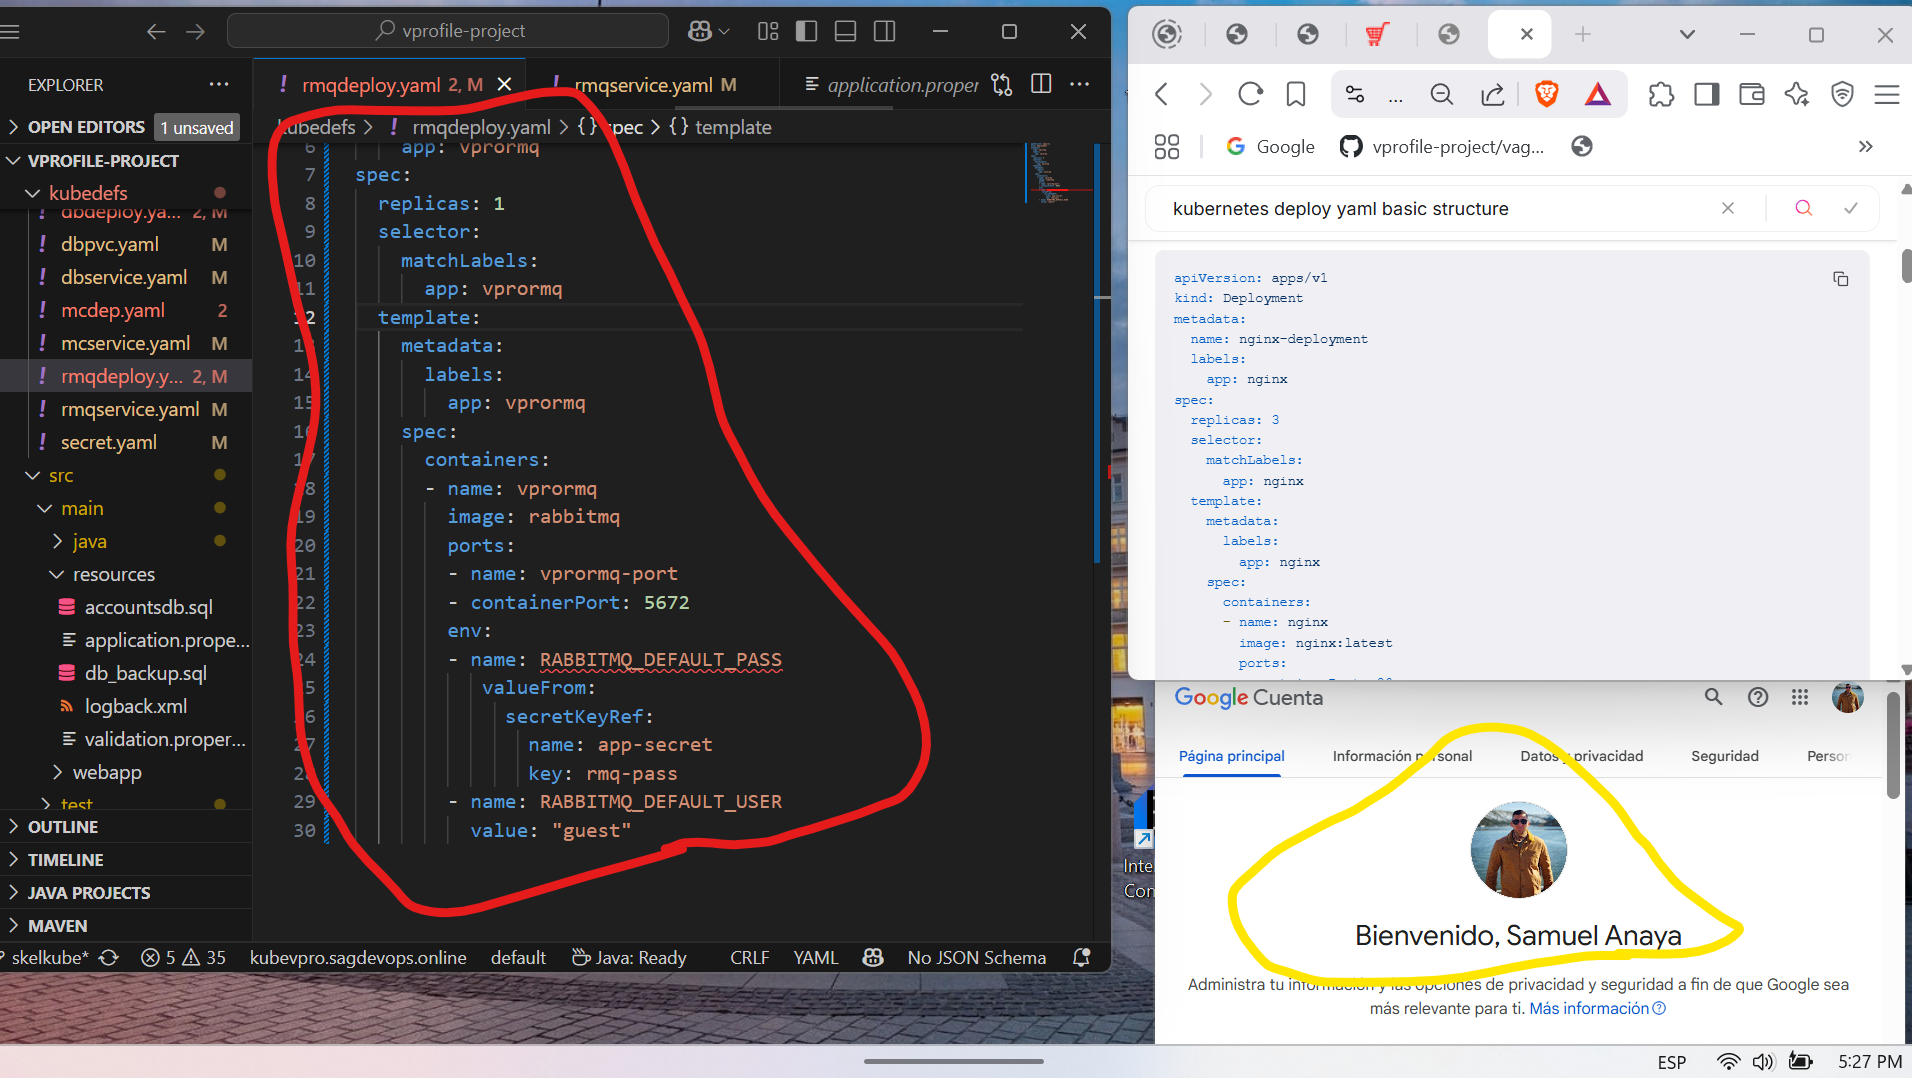 vprofile-project
EXPLORER
rmqdeploy.yaml 2, M
rmqservice.yaml M
application.proper
OPEN EDITORS 1 unsaved
kubedefs > ! rmqdeploy.yaml > {} spec > {} template
VPROFILE-PROJECT
kubedefs
dbdeploy.ya... 2, M
dbpvc.yaml M
dbservice.yaml M
mcdep.yaml 2
mcservice.yaml M
rmqdeploy.y... 2, M
rmqservice.yaml M
secret.yaml M
src
main
java
resources
accountsdb.sql
application.prope...
db_backup.sql
logback.xml
validation.proper...
webapp
test
OUTLINE
TIMELINE
JAVA PROJECTS
MAVEN
6 app: vprormq
7 spec:
8 replicas: 1
9 selector:
10 matchLabels:
11 app: vprormq
12 template:
13 metadata:
14 labels:
15 app: vprormq
16 spec:
17 containers:
18 - name: vprormq
19 image: rabbitmq
20 ports:
21 - name: vprormq-port
22 - containerPort: 5672
23 env:
24 - name: RABBITMQ_DEFAULT_PASS
25 valueFrom:
26 secretKeyRef:
27 name: app-secret
28 key: rmq-pass
29 - name: RABBITMQ_DEFAULT_USER
30 value: "guest"
skelkube* 5 35 kubevpro.sagdevops.online default Java: Ready CRLF YAML No JSON Schema
Google
vprofile-project/vag...
kubernetes deploy yaml basic structure
apiVersion: apps/v1
kind: Deployment
metadata:
name: nginx-deployment
labels:
app: nginx
spec:
replicas: 3
selector:
matchLabels:
app: nginx
template:
metadata:
labels:
app: nginx
spec:
containers:
- name: nginx
image: nginx:latest
ports:
Google Cuenta
Página principal
Información personal
Datos y privacidad
Seguridad
Person
Bienvenido, Samuel Anaya
Administra tu información y las opciones de privacidad y seguridad a fin de que Google sea
más relevante para ti. Más información
Inte
Con
ESP 5:27 PM